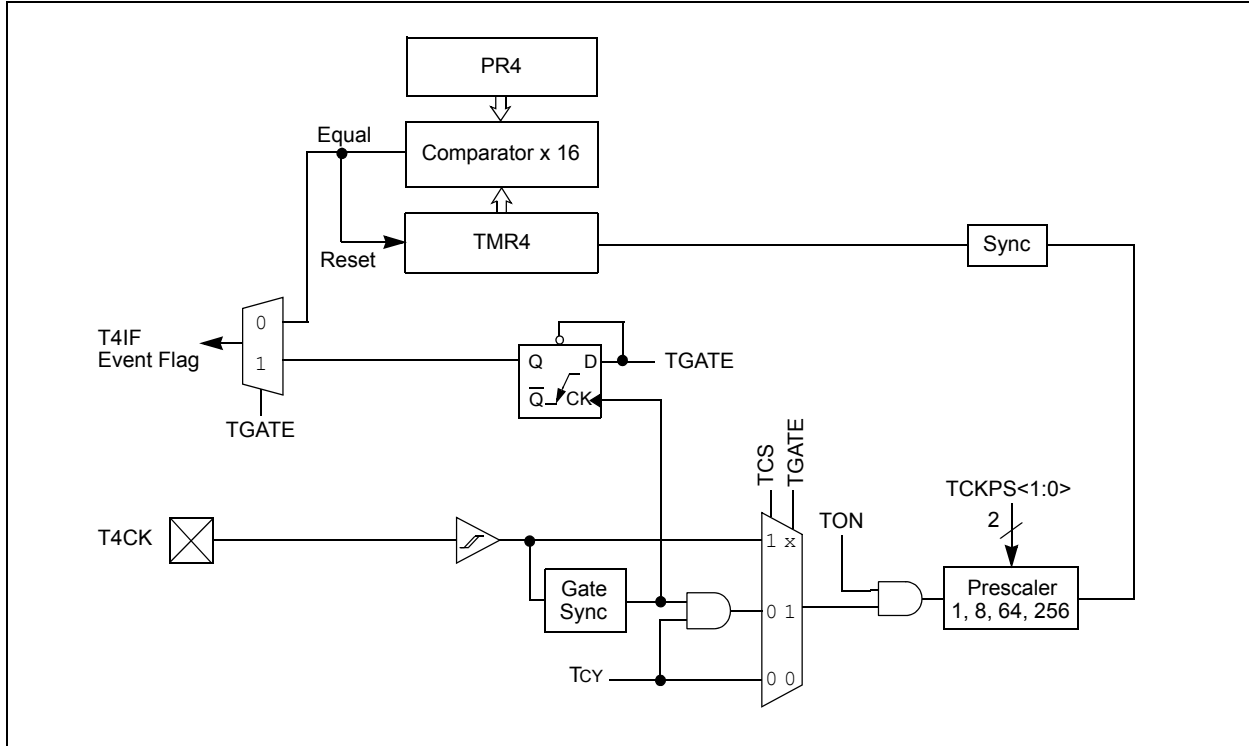 PR4
Equal
Comparator x 16
TMR4
Reset
Sync
T4IF
Event Flag
0
1
TGATE
Q
D
TGATE
Q̅
CK
TCS
TGATE
T4CK
1 x
Gate
Sync
0 1
TCY
0 0
TON
TCKPS<1:0>
2
Prescaler
1, 8, 64, 256